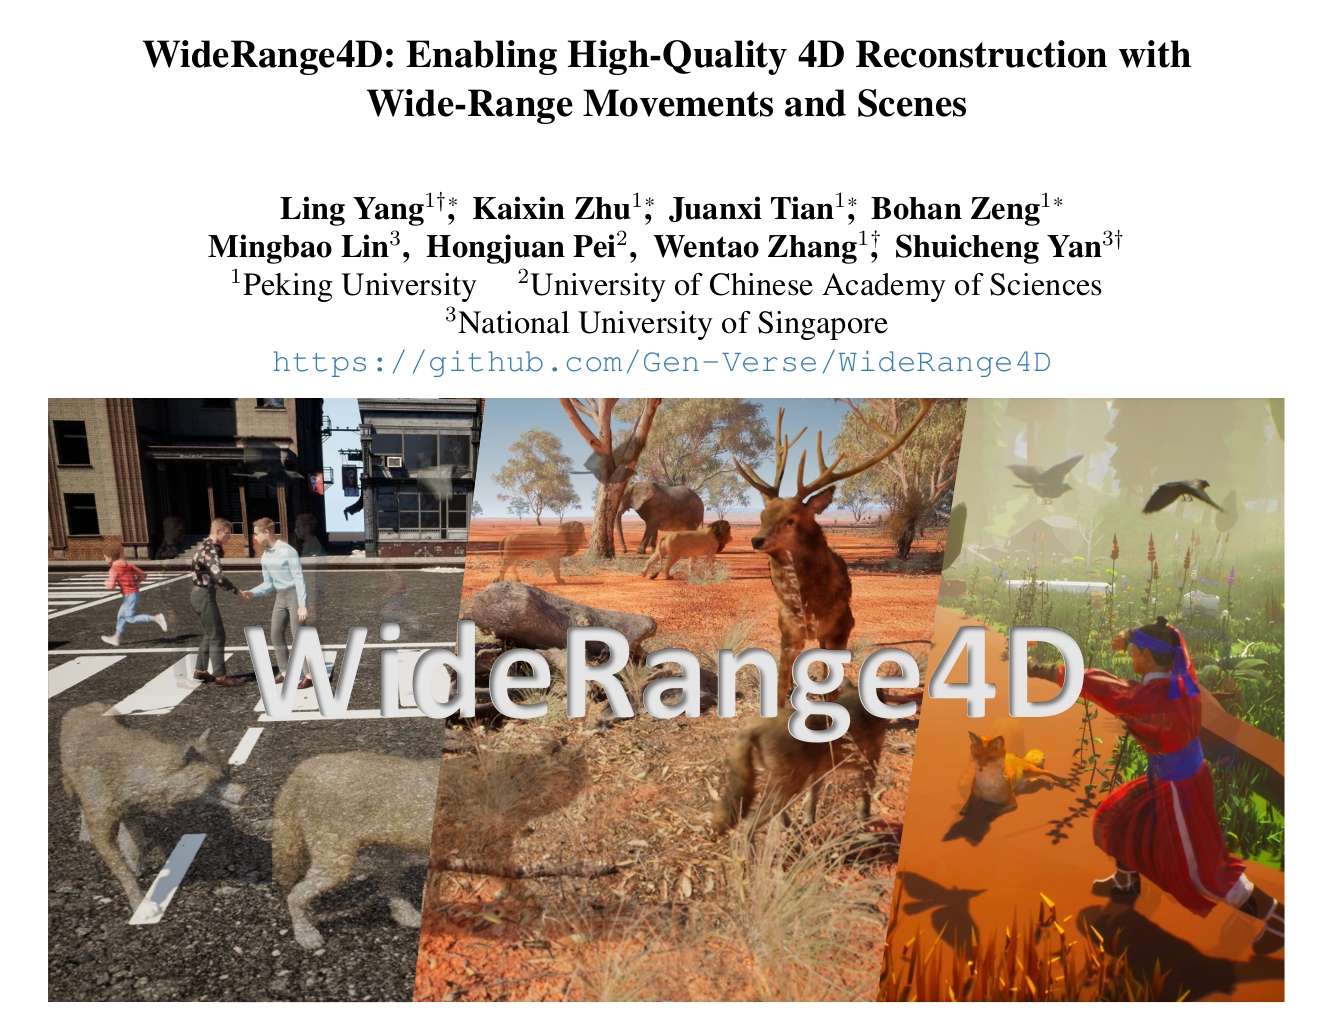 WideRange4D: Enabling High-Quality 4D Reconstruction with
Wide-Range Movements and Scenes
Ling Yang¹†*, Kaixin Zhu¹*, Juanxi Tian¹*, Bohan Zeng¹*
Mingbao Lin³, Hongjuan Pei², Wentao Zhang¹†, Shuicheng Yan³†
¹Peking University ²University of Chinese Academy of Sciences
³National University of Singapore
https://github.com/Gen-Verse/WideRange4D
WideRange4D